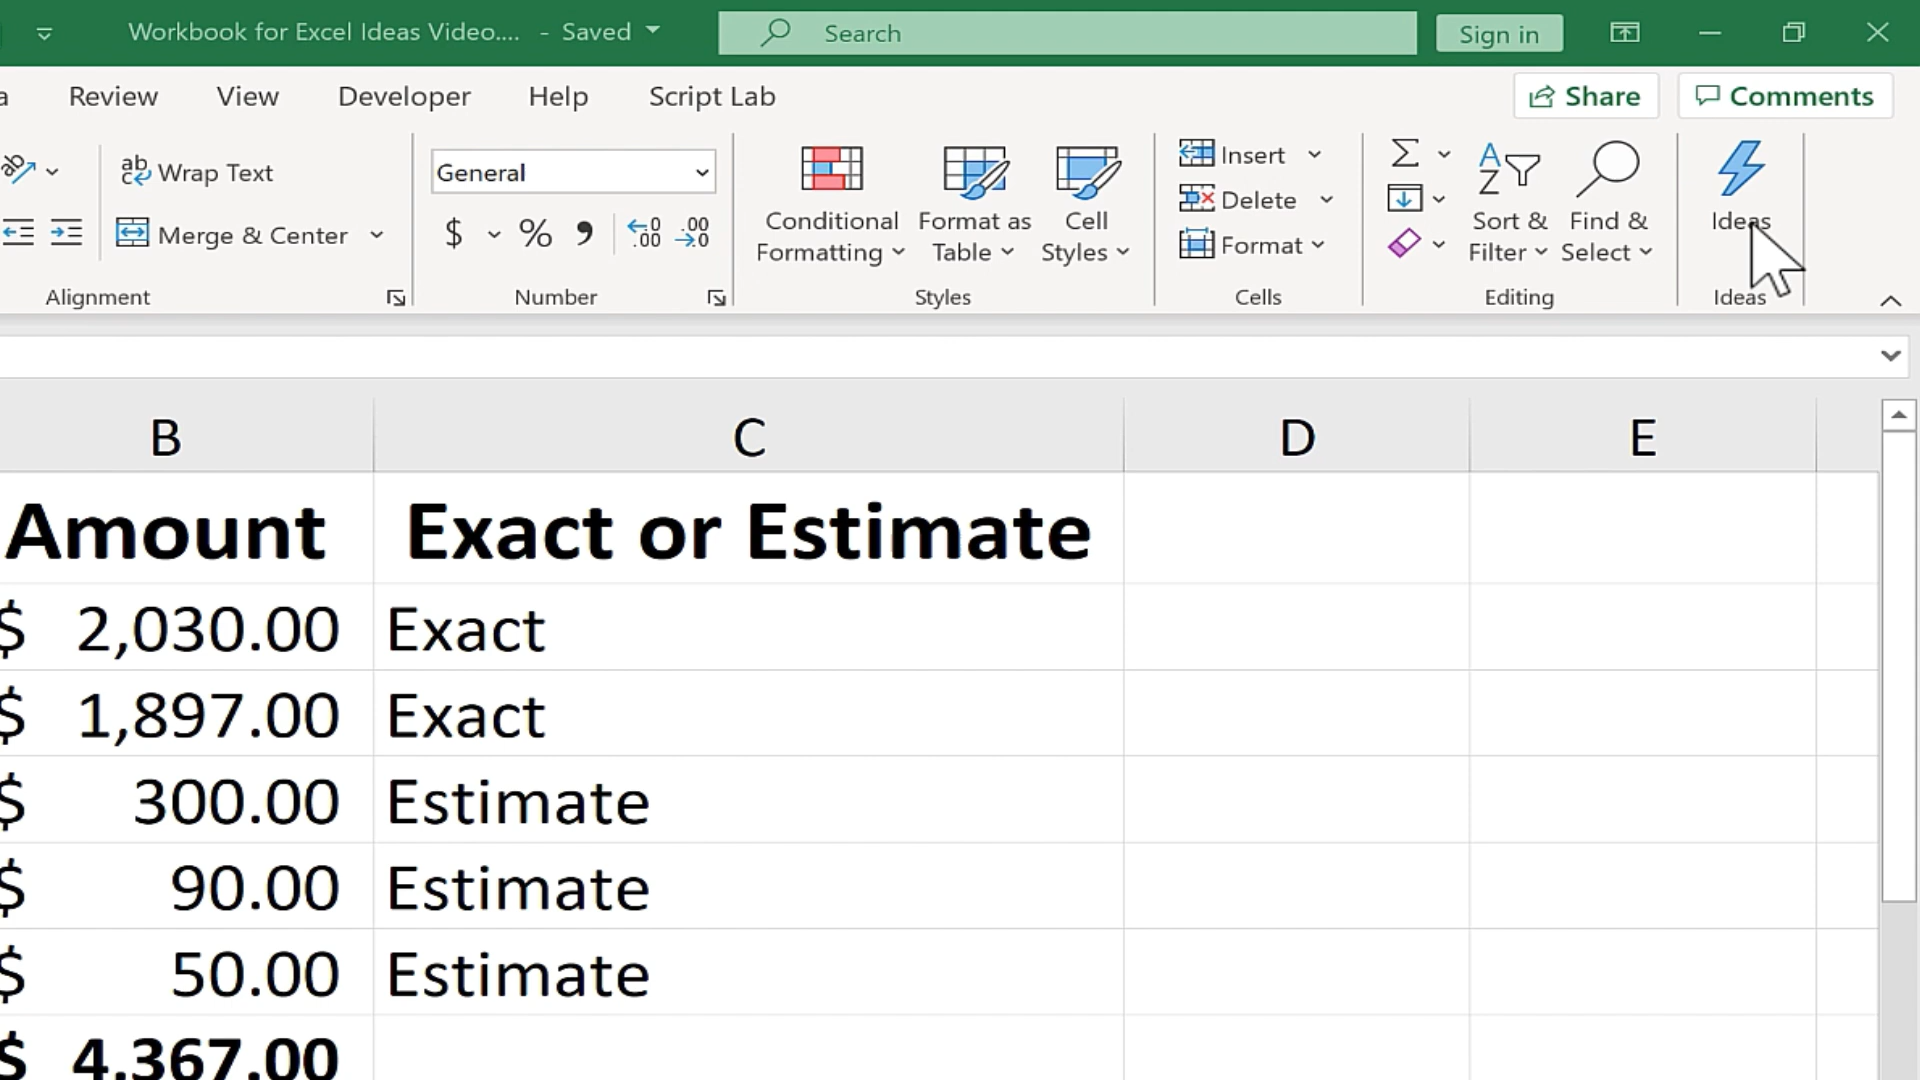 Workbook for Excel Ideas Video.... - Saved
Search
Sign in
a Review View Developer Help Script Lab
Share
Comments
Wrap Text
Merge & Center
Alignment
General
$ % ,
Number
Conditional Formatting
Format as Table
Cell Styles
Styles
Insert
Delete
Format
Cells
Sort & Filter
Find & Select
Editing
Ideas
Ideas
B C D E
Amount Exact or Estimate
$ 2,030.00 Exact
$ 1,897.00 Exact
$ 300.00 Estimate
$ 90.00 Estimate
$ 50.00 Estimate
$ 4,367.00